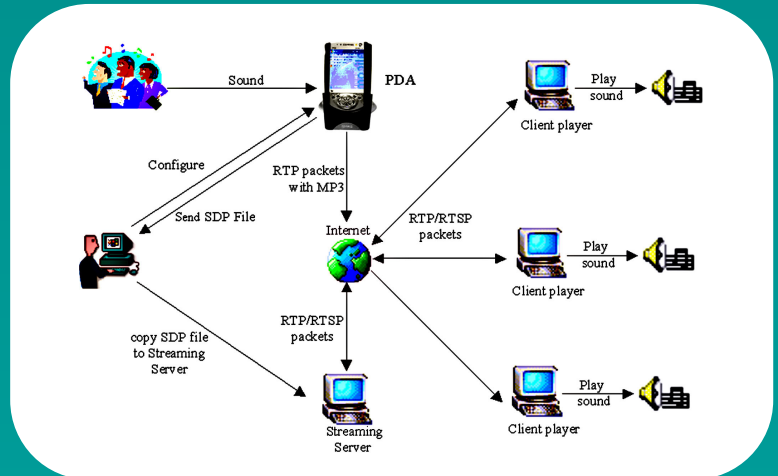 Sound
PDA
Play
sound
Client player
Configure
RTP packets
with MP3
Send SDP File
Internet
RTP/RTSP
packets
Play
sound
Client player
RTP/RTSP
packets
copy SDP file
to Streaming
Server
Play
sound
Client player
Streaming
Server